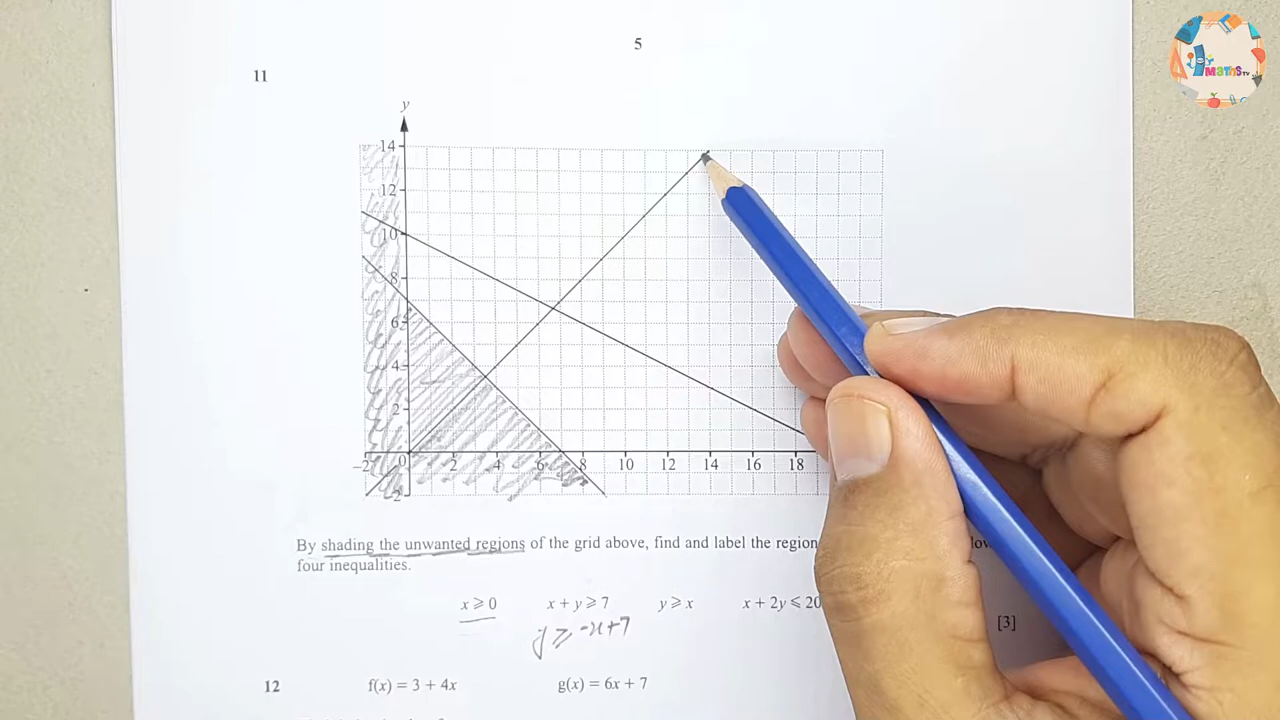 MaTHS TV
5
11
y
14
12
10
8
6
4
2
-2 0 2 4 6 8 10 12 14 16 18
2
By shading the unwanted regions of the grid above, find and label the region
four inequalities.
x ⩾ 0 x + y ⩾ 7 y ⩾ x x + 2y ⩽ 20
y ⩾ -x+7
[3]
12 f(x) = 3 + 4x g(x) = 6x + 7